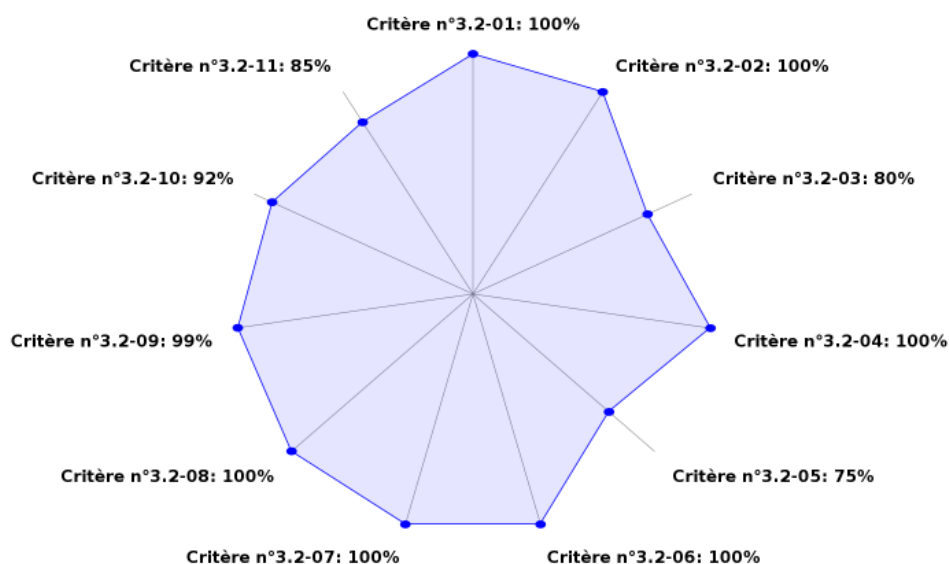 Critère n°3.2-01: 100%
Critère n°3.2-02: 100%
Critère n°3.2-03: 80%
Critère n°3.2-04: 100%
Critère n°3.2-05: 75%
Critère n°3.2-06: 100%
Critère n°3.2-07: 100%
Critère n°3.2-08: 100%
Critère n°3.2-09: 99%
Critère n°3.2-10: 92%
Critère n°3.2-11: 85%